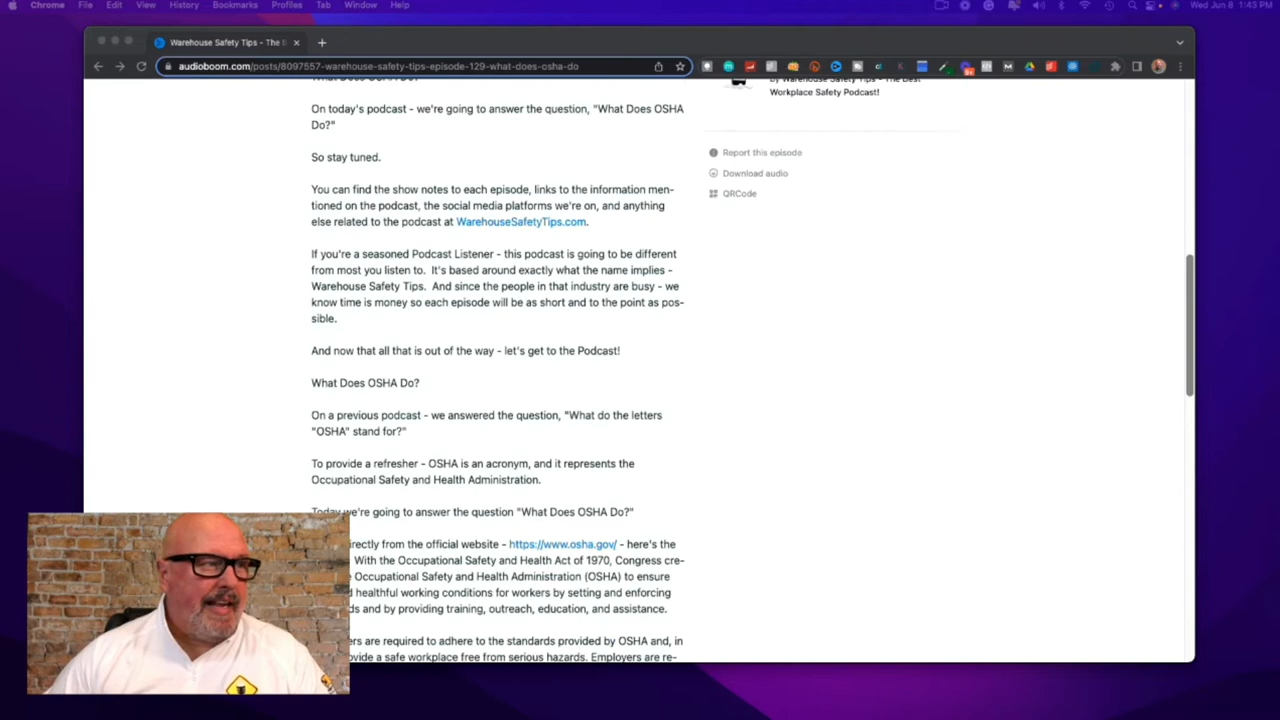 Chrome File Edit View History Bookmarks Profiles Tab Window Help Wed Jun 8 1:43 PM
Warehouse Safety Tips - The
audioboom.com/posts/8097557-warehouse-safety-tips-episode-129-what-does-osha-do
by Warehouse Safety Tips - The Best
Workplace Safety Podcast!
Report this episode
Download audio
QRCode
What Does OSHA Do?
On today's podcast - we're going to answer the question, "What Does OSHA
Do?"
So stay tuned.
You can find the show notes to each episode, links to the information men-
tioned on the podcast, the social media platforms we're on, and anything
else related to the podcast at WarehouseSafetyTips.com.
If you're a seasoned Podcast Listener - this podcast is going to be different
from most you listen to. It's based around exactly what the name implies -
Warehouse Safety Tips. And since the people in that industry are busy - we
know time is money so each episode will be as short and to the point as pos-
sible.
And now that all that is out of the way - let's get to the Podcast!
What Does OSHA Do?
On a previous podcast - we answered the question, "What do the letters
"OSHA" stand for?"
To provide a refresher - OSHA is an acronym, and it represents the
Occupational Safety and Health Administration.
Today we're going to answer the question "What Does OSHA Do?"
irectly from the official website - https://www.osha.gov/ - here's the
With the Occupational Safety and Health Act of 1970, Congress cre-
Occupational Safety and Health Administration (OSHA) to ensure
healthful working conditions for workers by setting and enforcing
ds and by providing training, outreach, education, and assistance.
ers are required to adhere to the standards provided by OSHA and, in
ovide a safe workplace free from serious hazards. Employers are re-